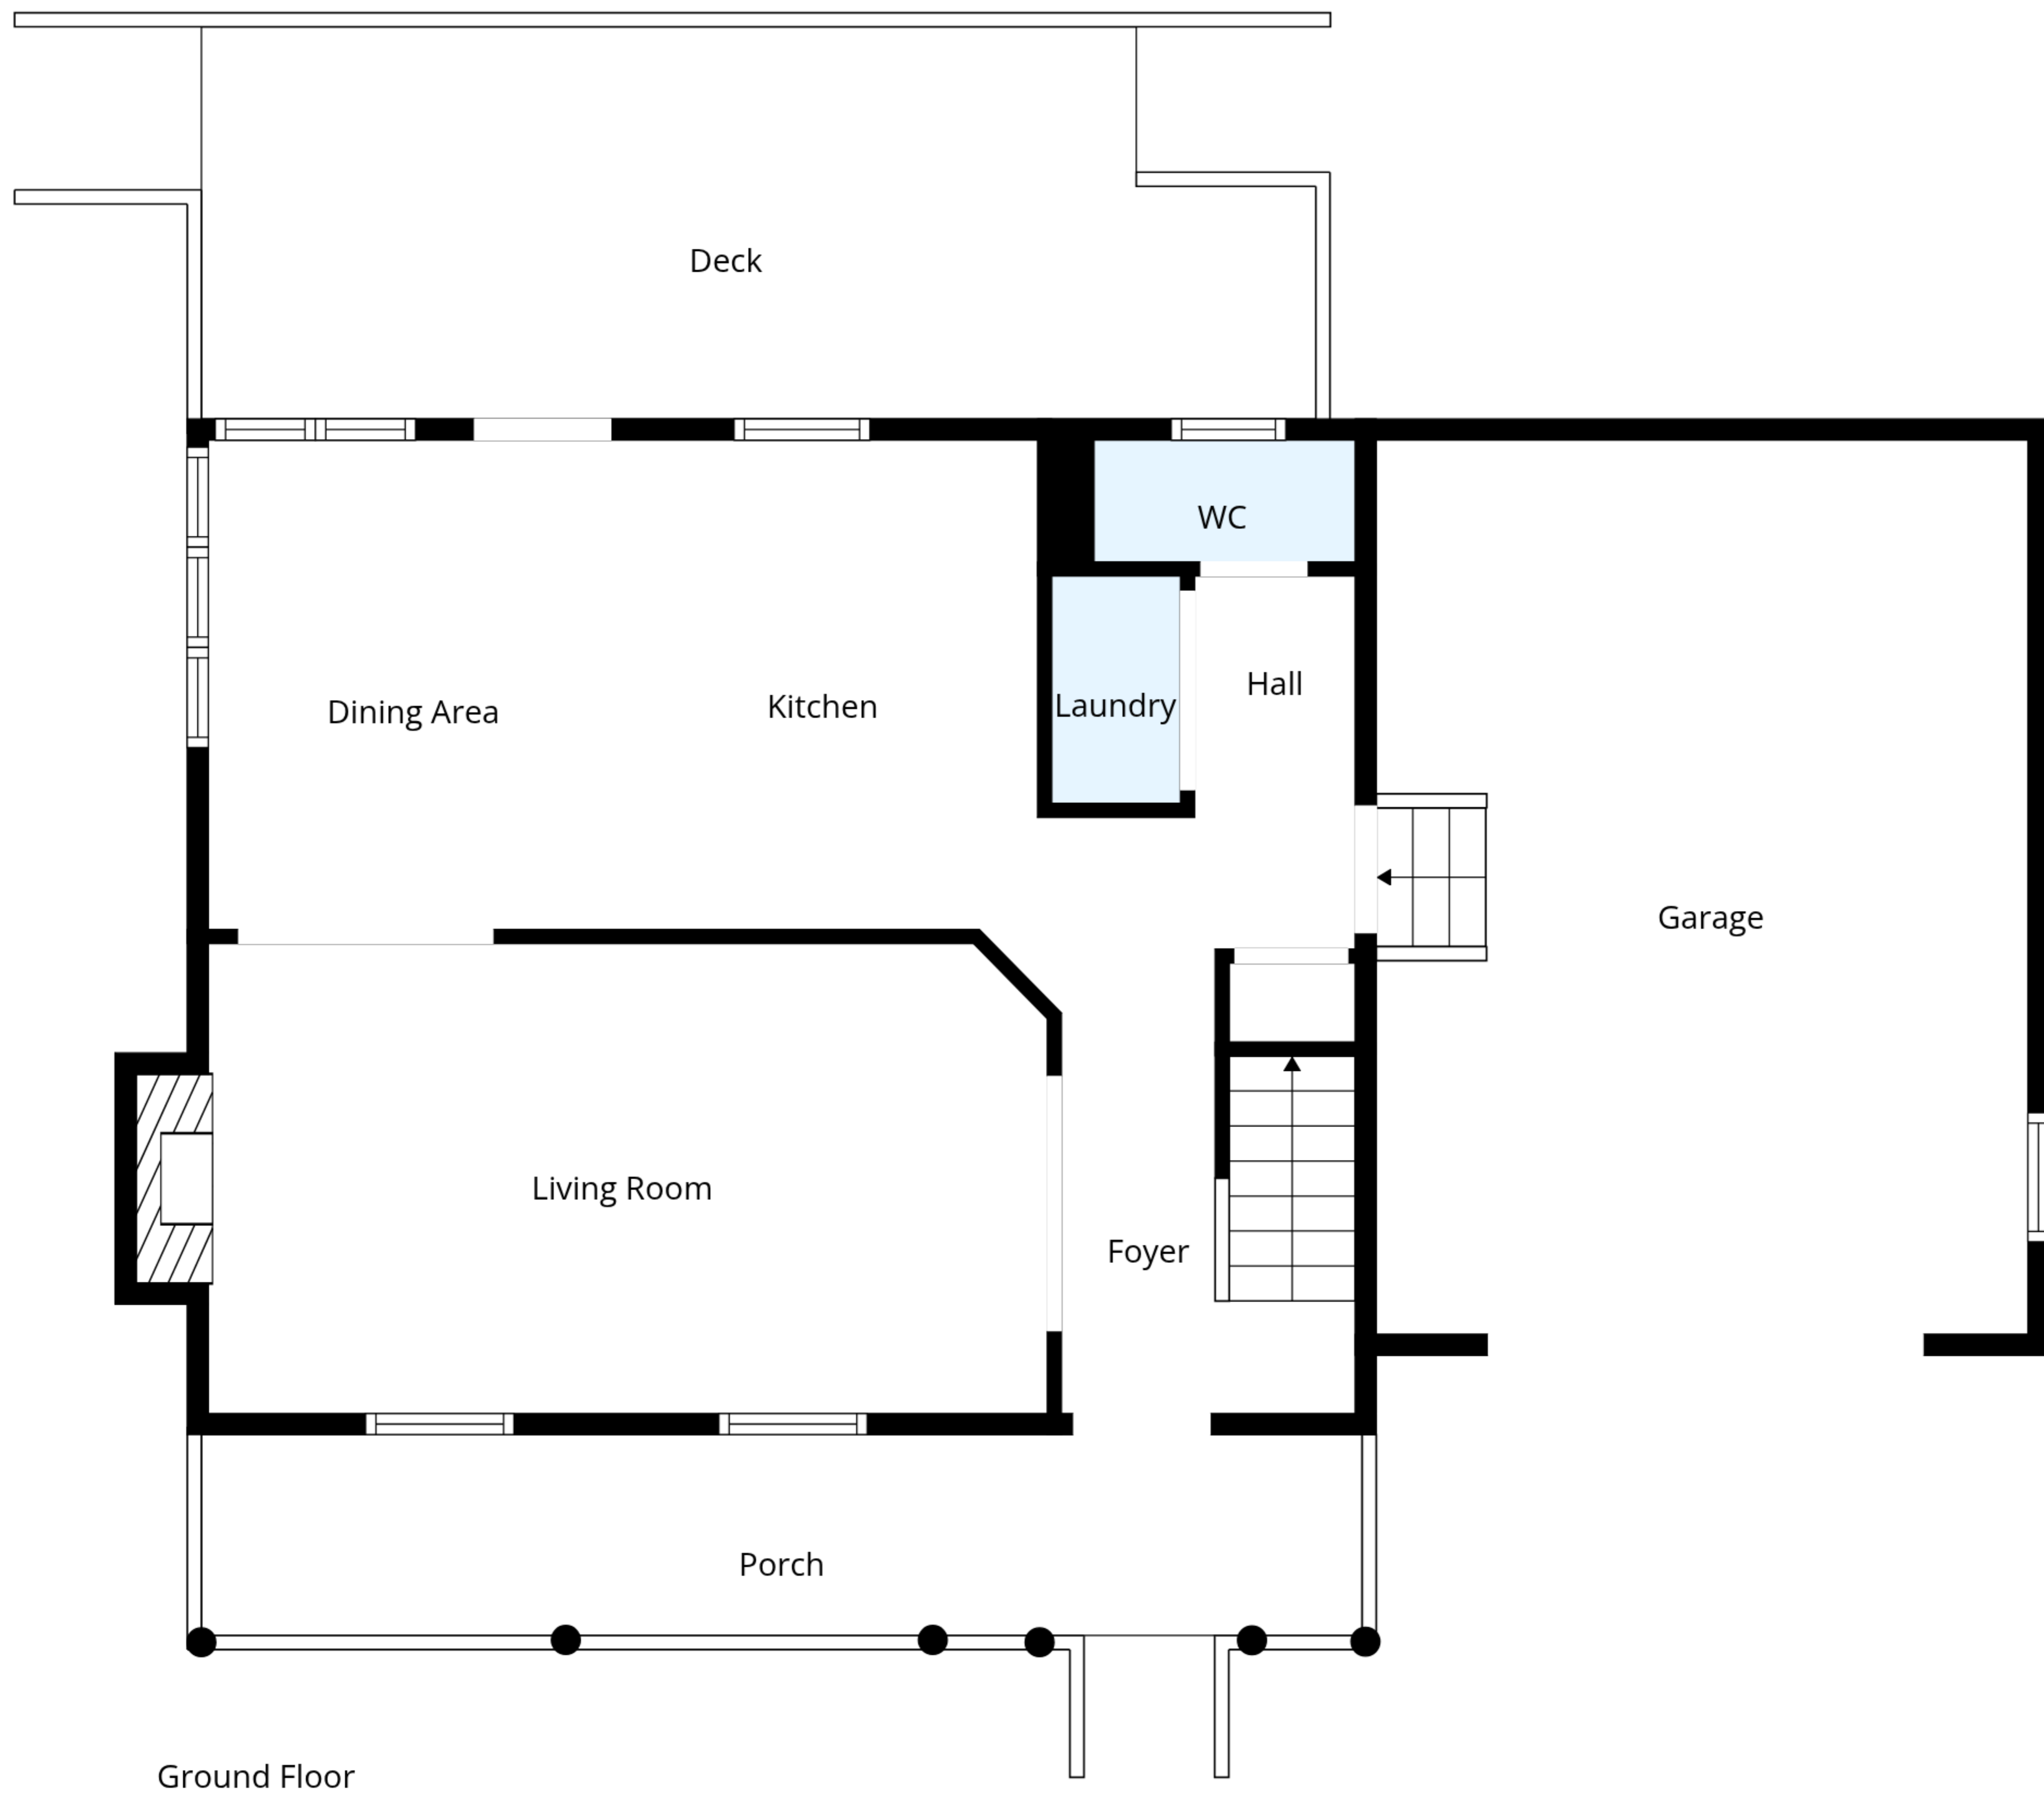 Deck
WC
Hall
Dining Area
Kitchen
Laundry
Garage
Living Room
Foyer
Porch
Ground Floor